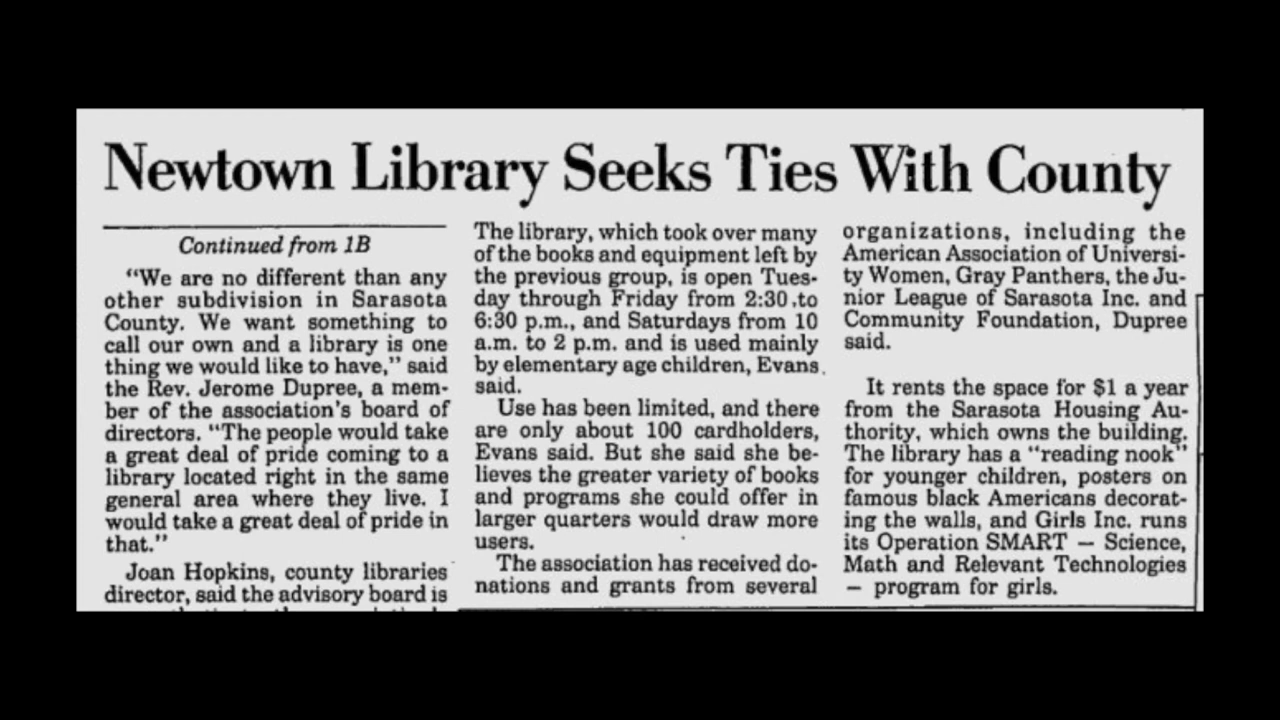 Newtown Library Seeks Ties With County
Continued from 1B
"We are no different than any
other subdivision in Sarasota
County. We want something to
call our own and a library is one
thing we would like to have," said
the Rev. Jerome Dupree, a mem-
ber of the association's board of
directors. "The people would take
a great deal of pride coming to a
library located right in the same
general area where they live. I
would take a great deal of pride in
that."
Joan Hopkins, county libraries
director, said the advisory board is
The library, which took over many
of the books and equipment left by
the previous group, is open Tues-
day through Friday from 2:30 to
6:30 p.m., and Saturdays from 10
a.m. to 2 p.m. and is used mainly
by elementary age children, Evans
said.
Use has been limited, and there
are only about 100 cardholders,
Evans said. But she said she be-
lieves the greater variety of books
and programs she could offer in
larger quarters would draw more
users.
The association has received do-
nations and grants from several
organizations, including the
American Association of Universi-
ty Women, Gray Panthers, the Ju-
nior League of Sarasota Inc. and
Community Foundation, Dupree
said.
It rents the space for $1 a year
from the Sarasota Housing Au-
thority, which owns the building.
The library has a "reading nook"
for younger children, posters on
famous black Americans decorat-
ing the walls, and Girls Inc. runs
its Operation SMART — Science,
Math and Relevant Technologies
— program for girls.